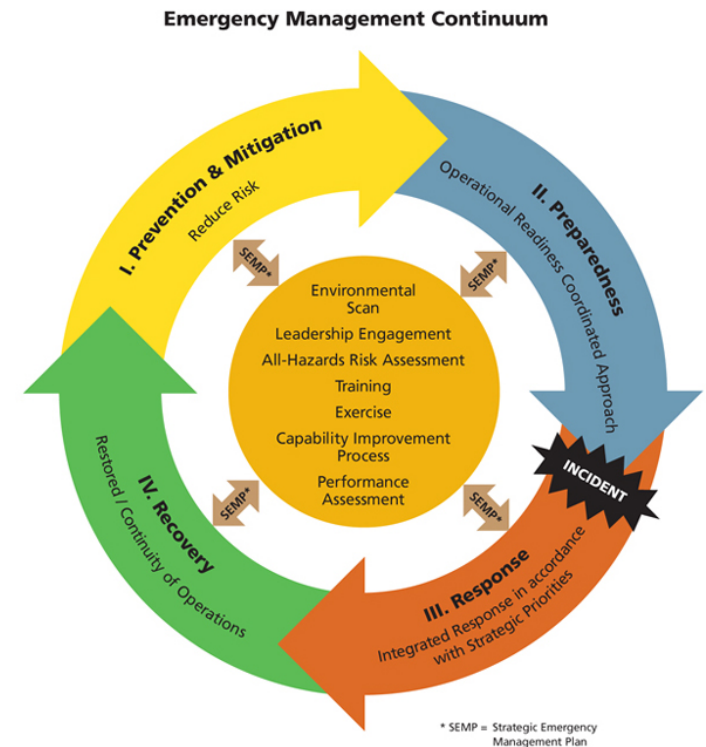 Emergency Management Continuum
I. Prevention & Mitigation
Reduce Risk
II. Preparedness
Operational Readiness Coordinated Approach
SEMP*
SEMP*
Environmental
Scan
Leadership Engagement
All-Hazards Risk Assessment
Training
Exercise
Capability Improvement
Process
Performance
Assessment
INCIDENT
SEMP*
SEMP*
IV. Recovery
Restored / Continuity of Operations
III. Response
Integrated Response in accordance
with Strategic Priorities
* SEMP = Strategic Emergency
Management Plan